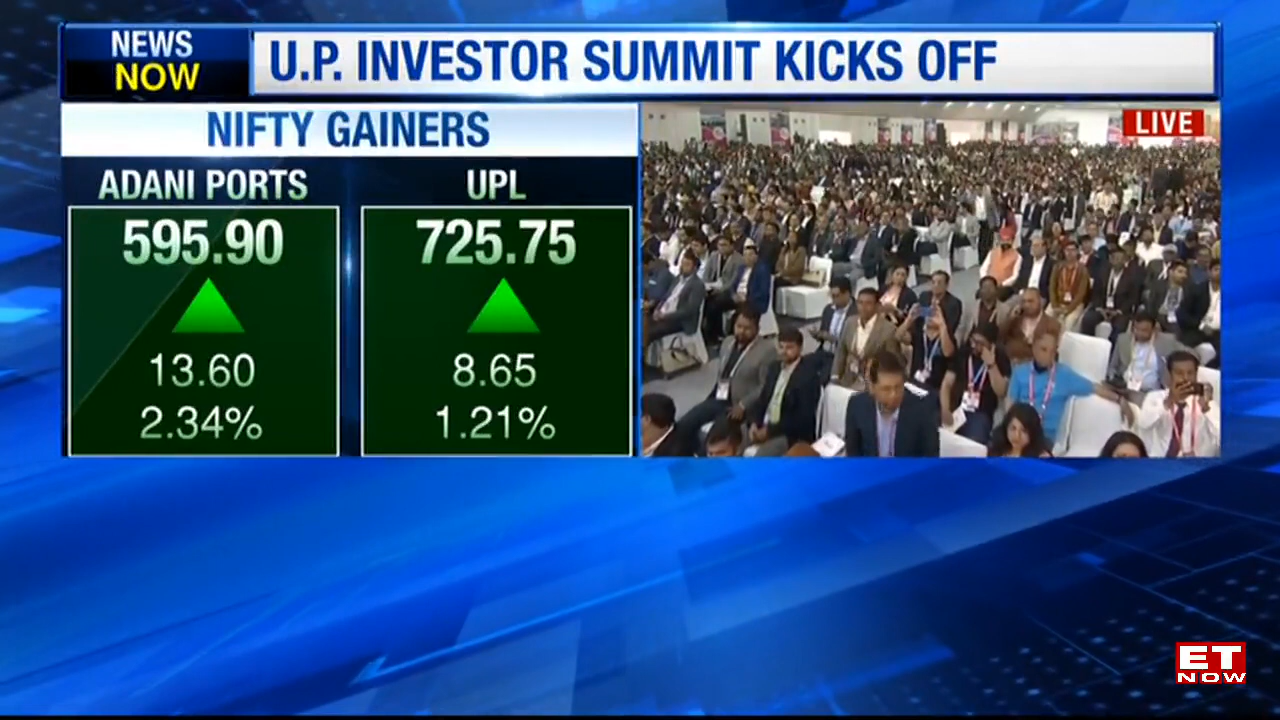 NEWS
NOW
U.P. INVESTOR SUMMIT KICKS OFF
NIFTY GAINERS
LIVE
ADANI PORTS
595.90
13.60
2.34%
UPL
725.75
8.65
1.21%
ET
NOW